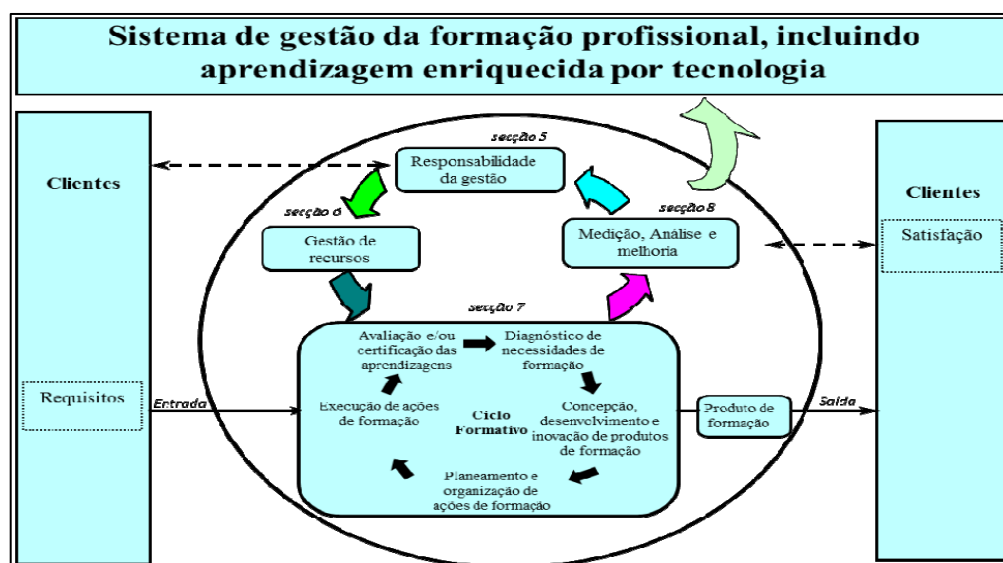 Sistema de gestão da formação profissional, incluindo
aprendizagem enriquecida por tecnologia
secção 5
Responsabilidade
da gestão
Clientes
Clientes
secção 6
secção 8
Gestão de
recursos
Medição, Análise e
melhoria
Satisfação
secção 7
Avaliação e/ou
certificação das
aprendizagens
Diagnóstico de
necessidades de
formação
Requisitos
Entrada
Execução de ações
de formação
Ciclo
Formativo
Concepção,
desenvolvimento e
inovação de produtos
de formação
Produto de
formação
Saída
Planeamento e
organização de
ações de formação